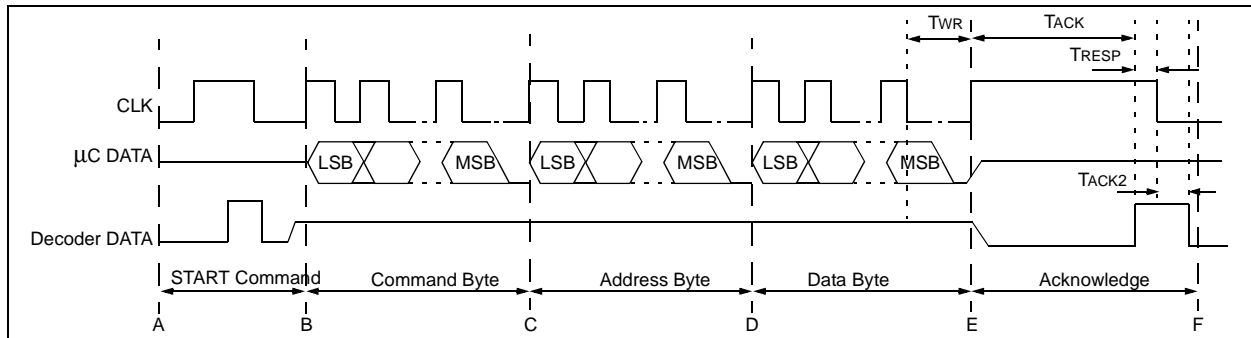 TWR
TACK
TRESP
CLK
μC DATA
LSB
MSB
LSB
MSB
LSB
MSB
TACK2
Decoder DATA
START Command
Command Byte
Address Byte
Data Byte
Acknowledge
A
B
C
D
E
F